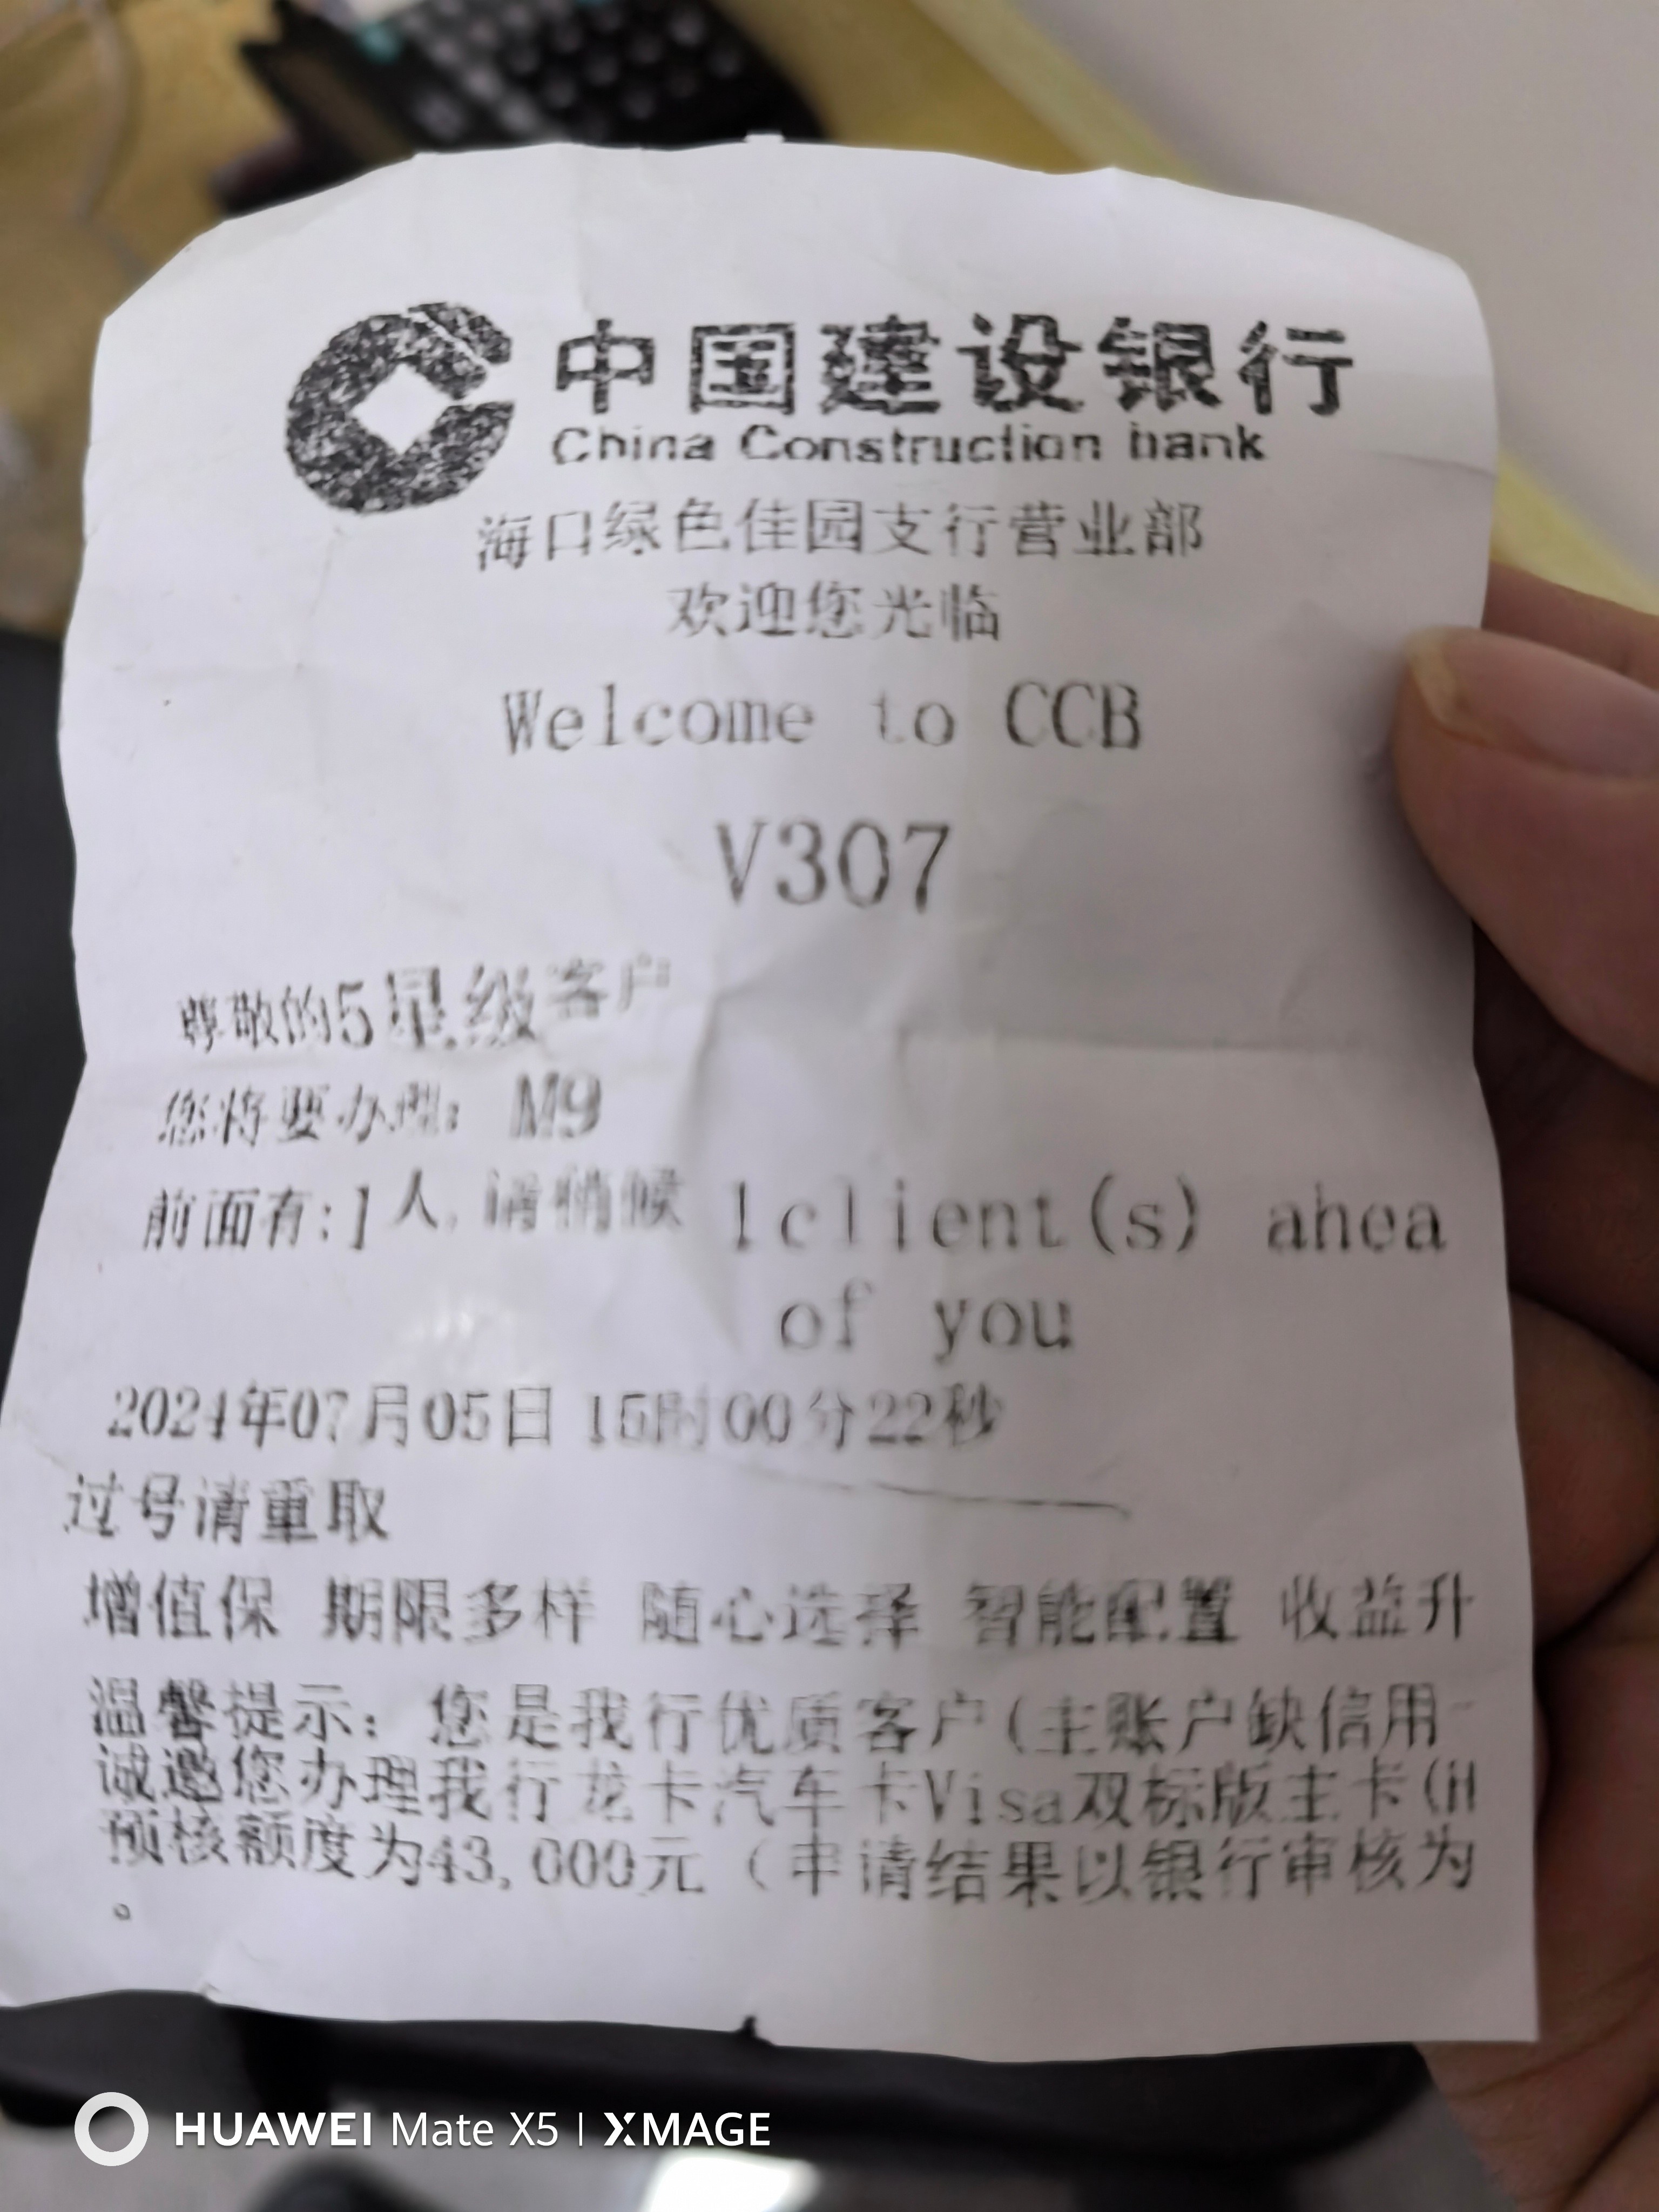 中国建设银行
China Construction bank
海口绿色佳园支行营业部
欢迎您光临
Welcome to CCB
V307
尊敬的5星级客户
您将要办理: M9
前面有:1人,请稍候 1client(s) ahea
of you
2024年07月05日 15时00分22秒
过号请重取
增值保 期限多样 随心选择 智能配置 收益升
温馨提示: 您是我行优质客户(主账户缺信用
诚邀您办理我行龙卡汽车卡Visa双标版主卡(H
预核额度为43,000元 (申请结果以银行审核为
。
HUAWEI Mate X5 | XMAGE